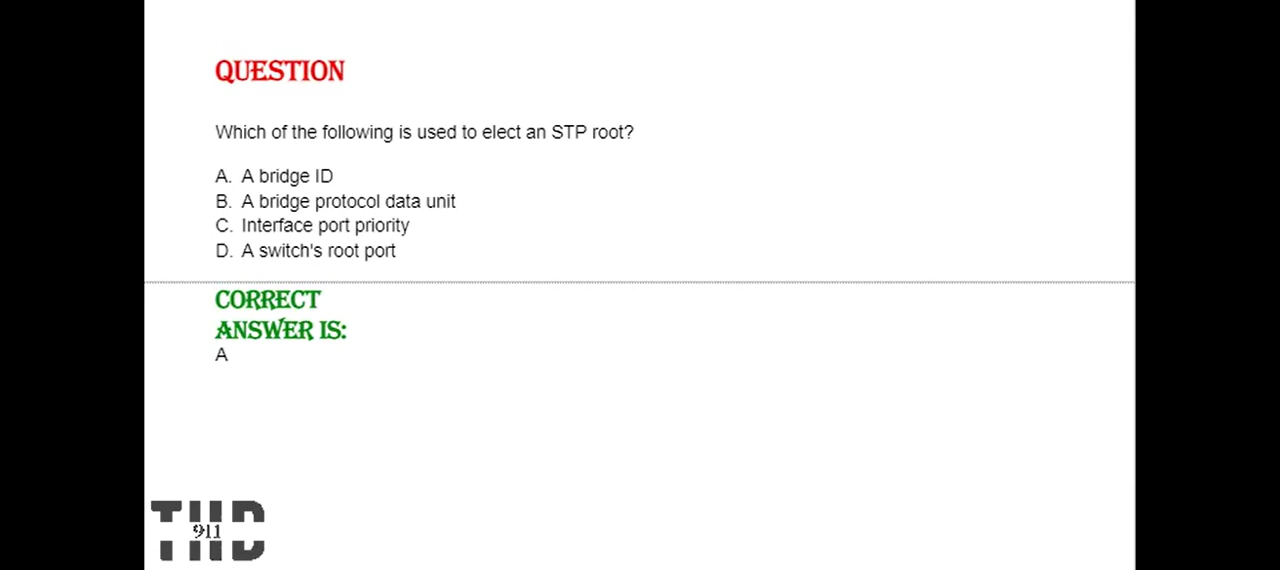 QUESTION
Which of the following is used to elect an STP root?
A. A bridge ID
B. A bridge protocol data unit
C. Interface port priority
D. A switch's root port
CORRECT
ANSWER IS:
A
THD
911